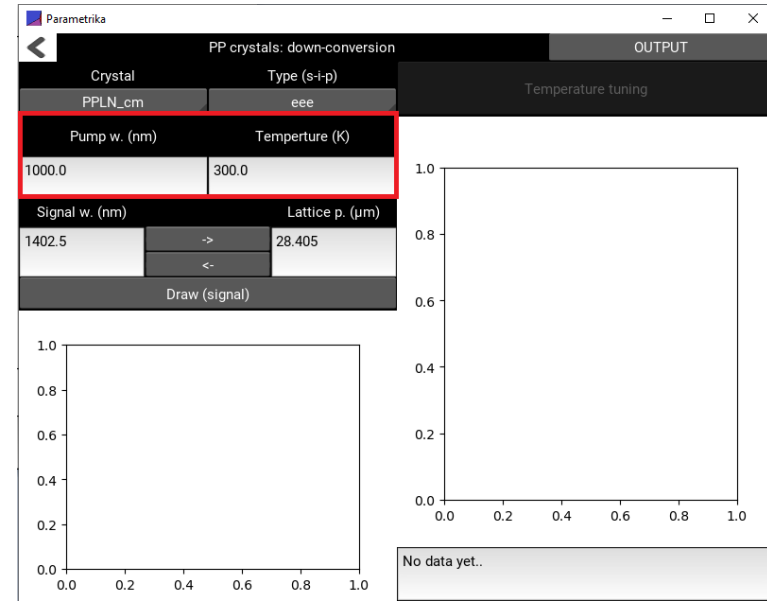 Parametrika
PP crystals: down-conversion
OUTPUT
Crystal
Type (s-i-p)
PPLN_cm
eee
Temperature tuning
Pump w. (nm)
Temperture (K)
1000.0
300.0
Signal w. (nm)
Lattice p. (µm)
1402.5
->
28.405
<-
Draw (signal)
1.0
0.8
0.6
0.4
0.2
0.0
0.0 0.2 0.4 0.6 0.8 1.0
1.0
0.8
0.6
0.4
0.2
0.0
0.0 0.2 0.4 0.6 0.8 1.0
No data yet..